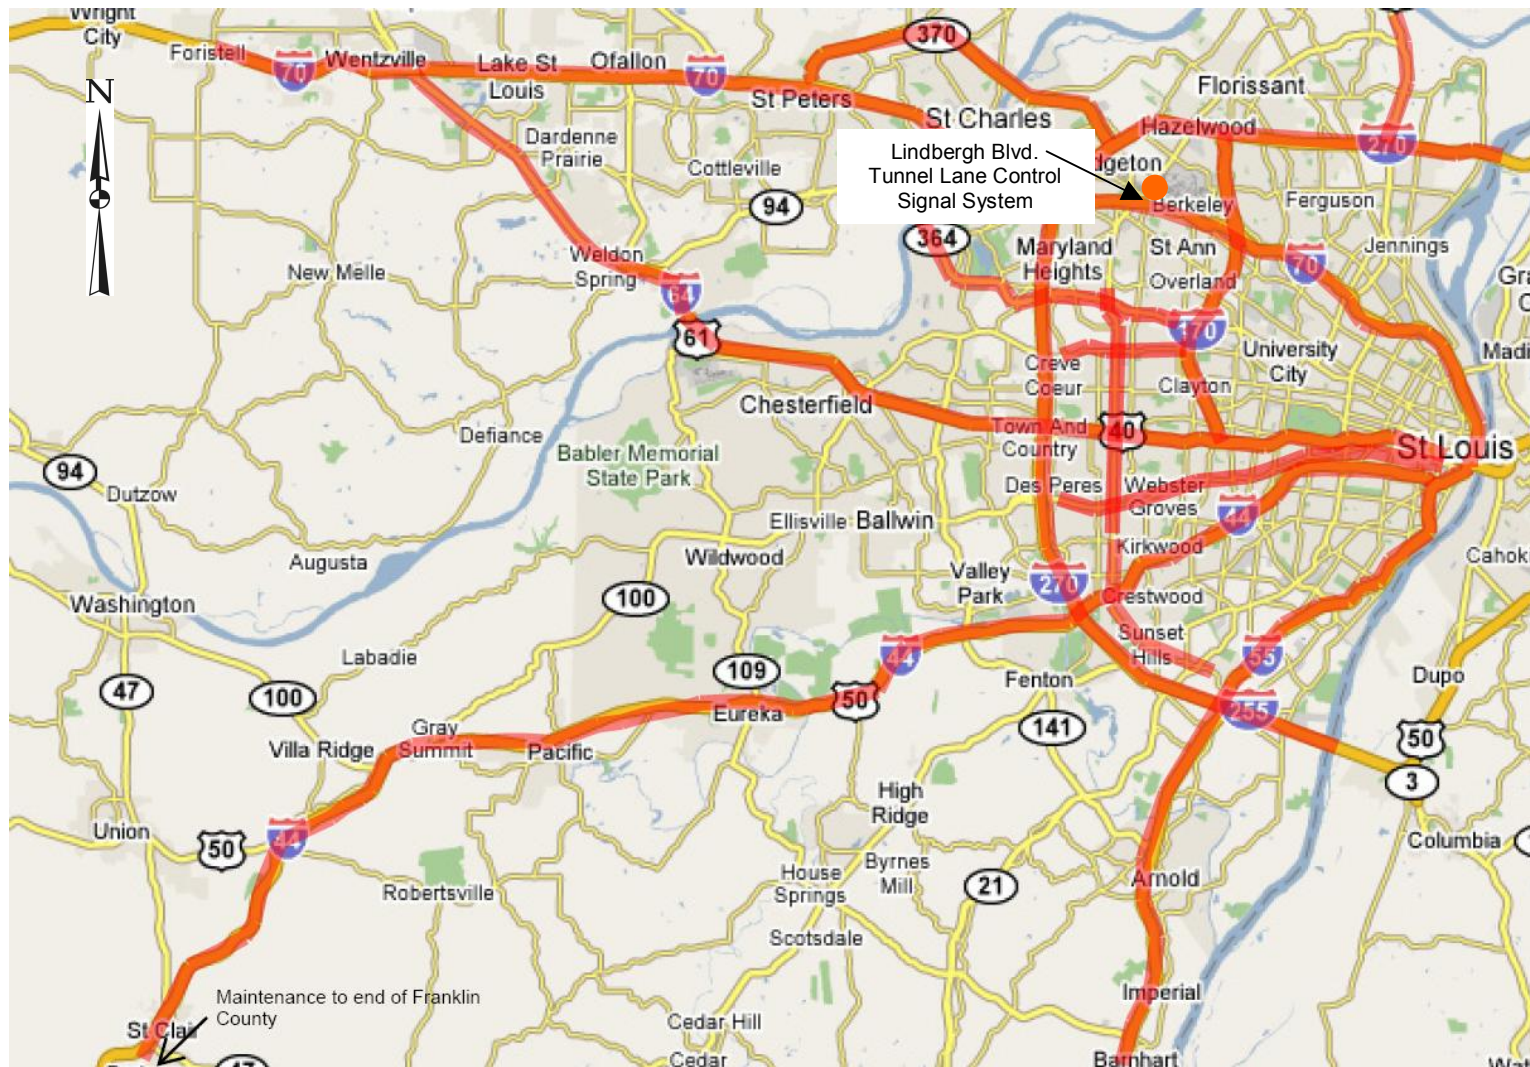 Wright
City
Foristell
70
Wentzville
Lake St
Louis
Ofallon
70
St Peters
370
Florissant
St Charles
Hazelwood
270
N
Dardenne
Prairie
Cottleville
94
Lindbergh Blvd.
Tunnel Lane Control
Signal System
dgeton
Berkeley
Ferguson
Jennings
364
Maryland
Heights
St Ann
Overland
70
New Melle
Weldon
Spring
64
61
Creve
Coeur
University
City
Clayton
Chesterfield
Town And
Country
40
St Louis
Defiance
Babler Memorial
State Park
94
Dutzow
Des Peres
Webster
Groves
44
Ellisville
Ballwin
Kirkwood
Augusta
Wildwood
Valley
Park
270
Crestwood
Washington
100
Sunset
Hills
55
Labadie
109
44
Fenton
Dupo
47
100
50
255
Eureka
141
50
Gray
Summit
Villa Ridge
Pacific
3
High
Ridge
Union
50
44
Columbia
Robertsville
House
Springs
Byrnes
Mill
21
Arnold
Scotsdale
Maintenance to end of Franklin
County
Imperial
St Clair
Cedar Hill
Cedar
47
Barnhart